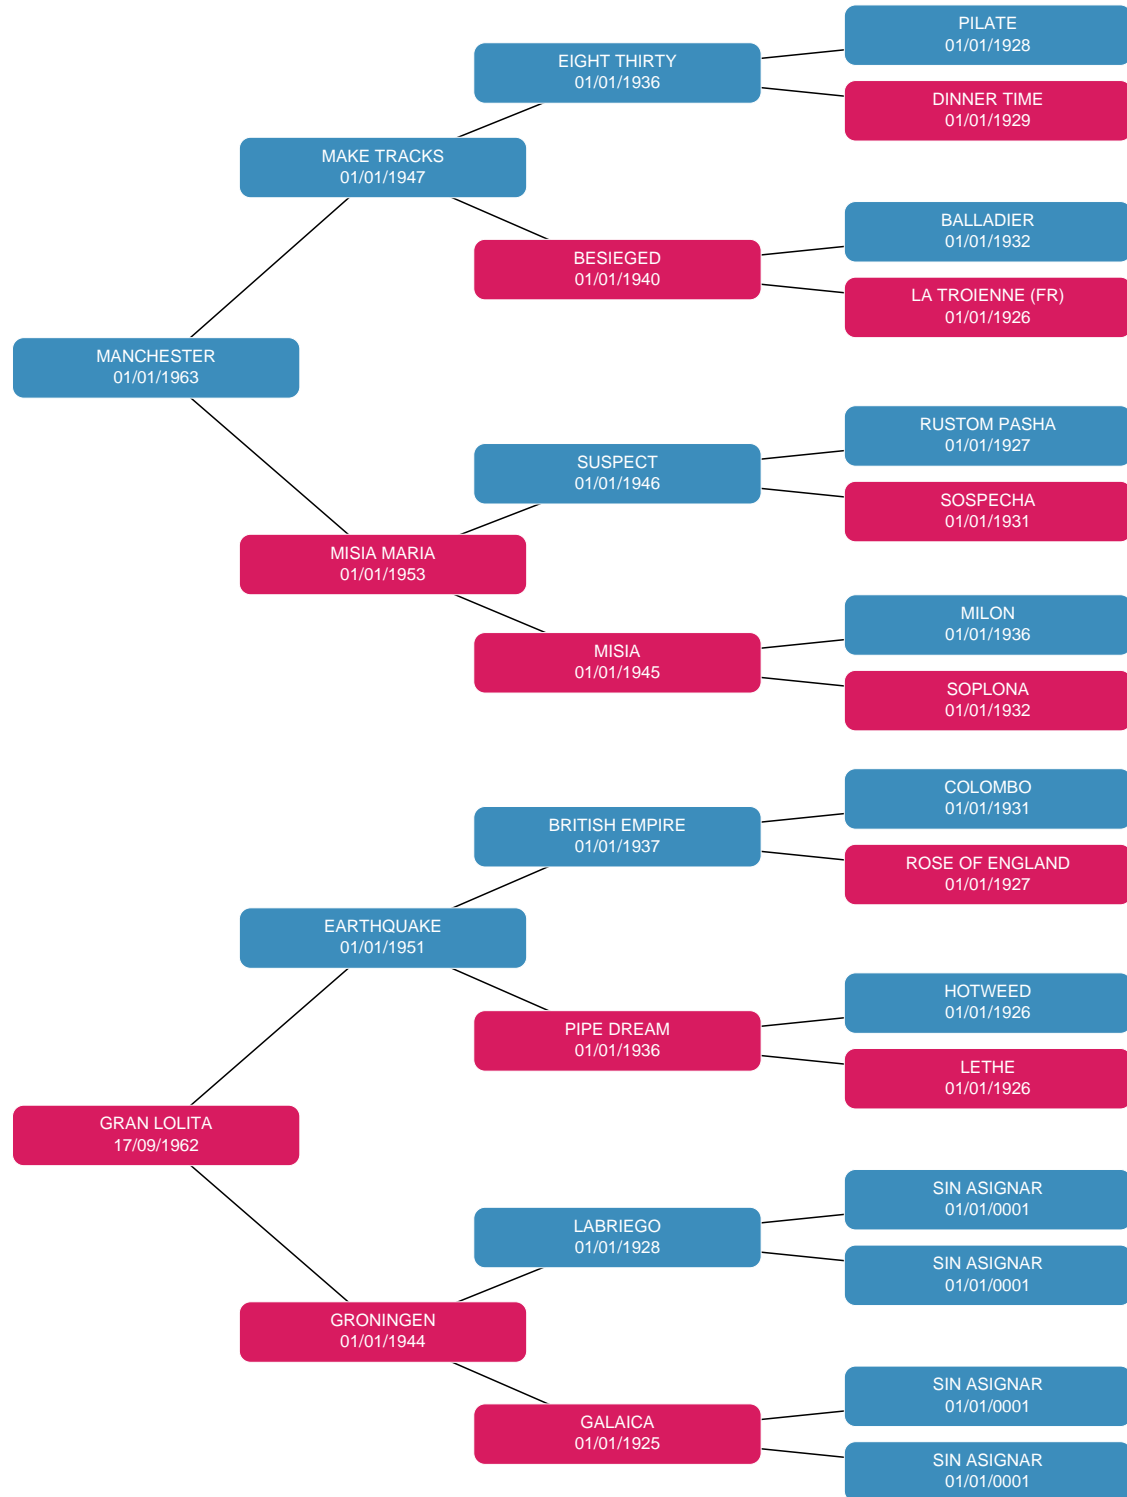 PILATE
01/01/1928
EIGHT THIRTY
01/01/1936
DINNER TIME
01/01/1929
MAKE TRACKS
01/01/1947
BALLADIER
01/01/1932
BESIEGED
01/01/1940
LA TROIENNE (FR)
01/01/1926
MANCHESTER
01/01/1963
RUSTOM PASHA
01/01/1927
SUSPECT
01/01/1946
SOSPECHA
01/01/1931
MISIA MARIA
01/01/1953
MILON
01/01/1936
MISIA
01/01/1945
SOPLONA
01/01/1932
COLOMBO
01/01/1931
BRITISH EMPIRE
01/01/1937
ROSE OF ENGLAND
01/01/1927
EARTHQUAKE
01/01/1951
HOTWEED
01/01/1926
PIPE DREAM
01/01/1936
LETHE
01/01/1926
GRAN LOLITA
17/09/1962
SIN ASIGNAR
01/01/0001
LABRIEGO
01/01/1928
SIN ASIGNAR
01/01/0001
GRONINGEN
01/01/1944
SIN ASIGNAR
01/01/0001
GALAICA
01/01/1925
SIN ASIGNAR
01/01/0001